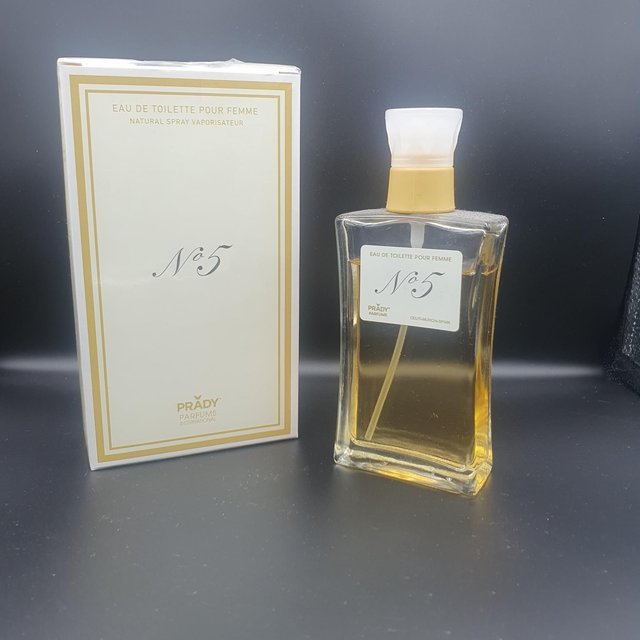 EAU DE TOILETTE POUR FEMME
NATURAL SPRAY VAPORISATEUR
Nº5
PRADY
PARFUMS
INTERNATIONAL
EAU DE TOILETTE POUR FEMME
Nº5
PRADY
PARFUMS